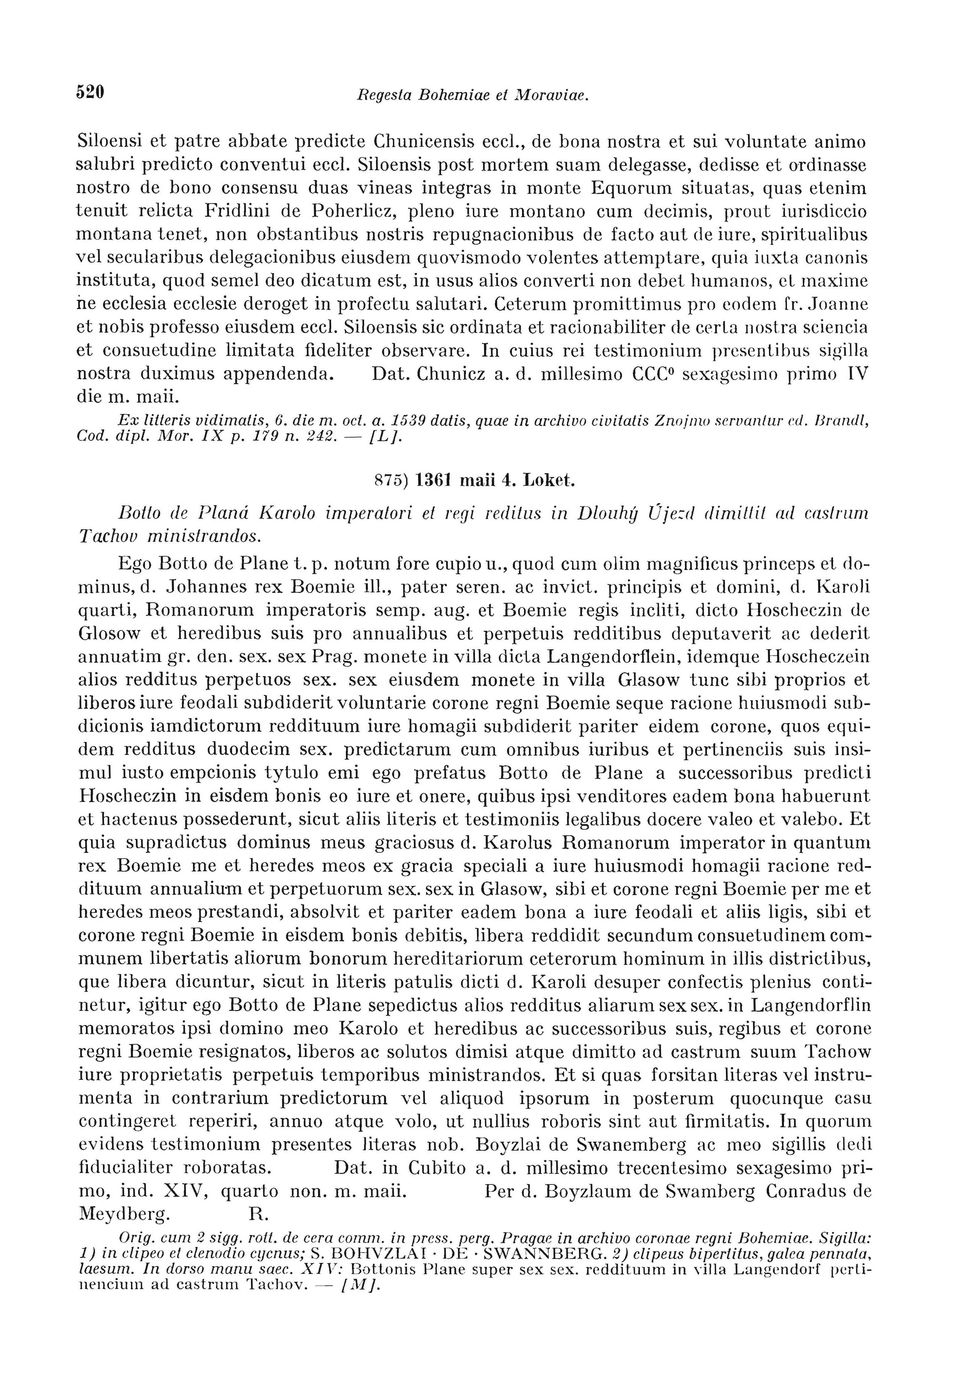 520
Regesta Bohemiae et Moraviae.
Siloensi et patre abbate predicte Chunicensis eccl., de bona nostra et sui voluntate animo
salubri predicto conventui eccl. Siloensis post mortem suam delegasse, dedisse et ordinasse
nostro de bono consensu duas vineas integras in monte Equorum situatas, quas etenim
tenuit relicta Fridlini de Poherlicz, pleno iure montano cum decimis, prout iurisdiccio
montana tenet, non obstantibus nostris repugnacionibus de facto aut de iure, spiritualibus
vel secularibus delegacionibus eiusdem quovismodo volentes attemptare, quia iuxta canonis
instituta, quod semel deo dicatum est, in usus alios converti non debet humanos, et maxime
ne ecclesia ecclesie deroget in profectu salutari. Ceterum promittimus pro eodem fr. Joanne
et nobis professo eiusdem eccl. Siloensis sic ordinata et racionabiliter de certa nostra sciencia
et consuetudine limitata fideliter observare. In cuius rei testimonium presentibus sigilla
nostra duximus appendenda. Dat. Chunicz a. d. millesimo CCC⁰ sexagesimo primo IV
die m. maii.
Ex litteris vidimatis, 6. die m. oct. a. 1539 datis, quae in archivo civitatis Znojmo servantur ed. Brandl,
Cod. dipl. Mor. IX p. 179 n. 242. — [L].
875) 1361 maii 4. Loket.
Botto de Planá Karolo imperatori et regi reditus in Dlouhý Újezd dimittit ad castrum
Tachov ministrandos.
Ego Botto de Plane t. p. notum fore cupio u., quod cum olim magnificus princeps et do-
minus, d. Johannes rex Boemie ill., pater seren. ac invict. principis et domini, d. Karoli
quarti, Romanorum imperatoris semp. aug. et Boemie regis incliti, dicto Hoscheczin de
Glosow et heredibus suis pro annualibus et perpetuis redditibus deputaverit ac dederit
annuatim gr. den. sex. sex Prag. monete in villa dicta Langendorflein, idemque Hoscheczein
alios redditus perpetuos sex. sex eiusdem monete in villa Glasow tunc sibi proprios et
liberos iure feodali subdiderit voluntarie corone regni Boemie seque racione huiusmodi sub-
dicionis iamdictorum reddituum iure homagii subdiderit pariter eidem corone, quos equi-
dem redditus duodecim sex. predictarum cum omnibus iuribus et pertinenciis suis insi-
mul iusto empcionis tytulo emi ego prefatus Botto de Plane a successoribus predicti
Hoscheczin in eisdem bonis eo iure et onere, quibus ipsi venditores eadem bona habuerunt
et hactenus possederunt, sicut aliis literis et testimoniis legalibus docere valeo et valebo. Et
quia supradictus dominus meus graciosus d. Karolus Romanorum imperator in quantum
rex Boemie me et heredes meos ex gracia speciali a iure huiusmodi homagii racione red-
dituum annualium et perpetuorum sex. sex in Glasow, sibi et corone regni Boemie per me et
heredes meos prestandi, absolvit et pariter eadem bona a iure feodali et aliis ligis, sibi et
corone regni Boemie in eisdem bonis debitis, libera reddidit secundum consuetudinem com-
munem libertatis aliorum bonorum hereditariorum ceterorum hominum in illis districtibus,
que libera dicuntur, sicut in literis patulis dicti d. Karoli desuper confectis plenius conti-
netur, igitur ego Botto de Plane sepedictus alios redditus aliarum sex sex. in Langendorflin
memoratos ipsi domino meo Karolo et heredibus ac successoribus suis, regibus et corone
regni Boemie resignatos, liberos ac solutos dimisi atque dimitto ad castrum suum Tachow
iure proprietatis perpetuis temporibus ministrandos. Et si quas forsitan literas vel instru-
menta in contrarium predictorum vel aliquod ipsorum in posterum quocunque casu
contingeret reperiri, annuo atque volo, ut nullius roboris sint aut firmitatis. In quorum
evidens testimonium presentes literas nob. Boyzlai de Swanemberg ac meo sigillis dedi
fiducialiter roboratas. Dat. in Cubito a. d. millesimo trecentesimo sexagesimo pri-
mo, ind. XIV, quarto non. m. maii. Per d. Boyzlaum de Swamberg Conradus de
Meydberg. R.
Orig. cum 2 sigg. rott. de cera comm. in press. perg. Pragae in archivo coronae regni Bohemiae. Sigilla:
1) in clipeo et clenodio cycnus; S. BOHVZLAI · DE · SWANNBERG. 2) clipeus bipertitus, galea pennata,
laesum. In dorso manu saec. XIV: Bottonis Plane super sex sex. reddituum in villa Langendorf perti-
nencium ad castrum Tachov. — [M].